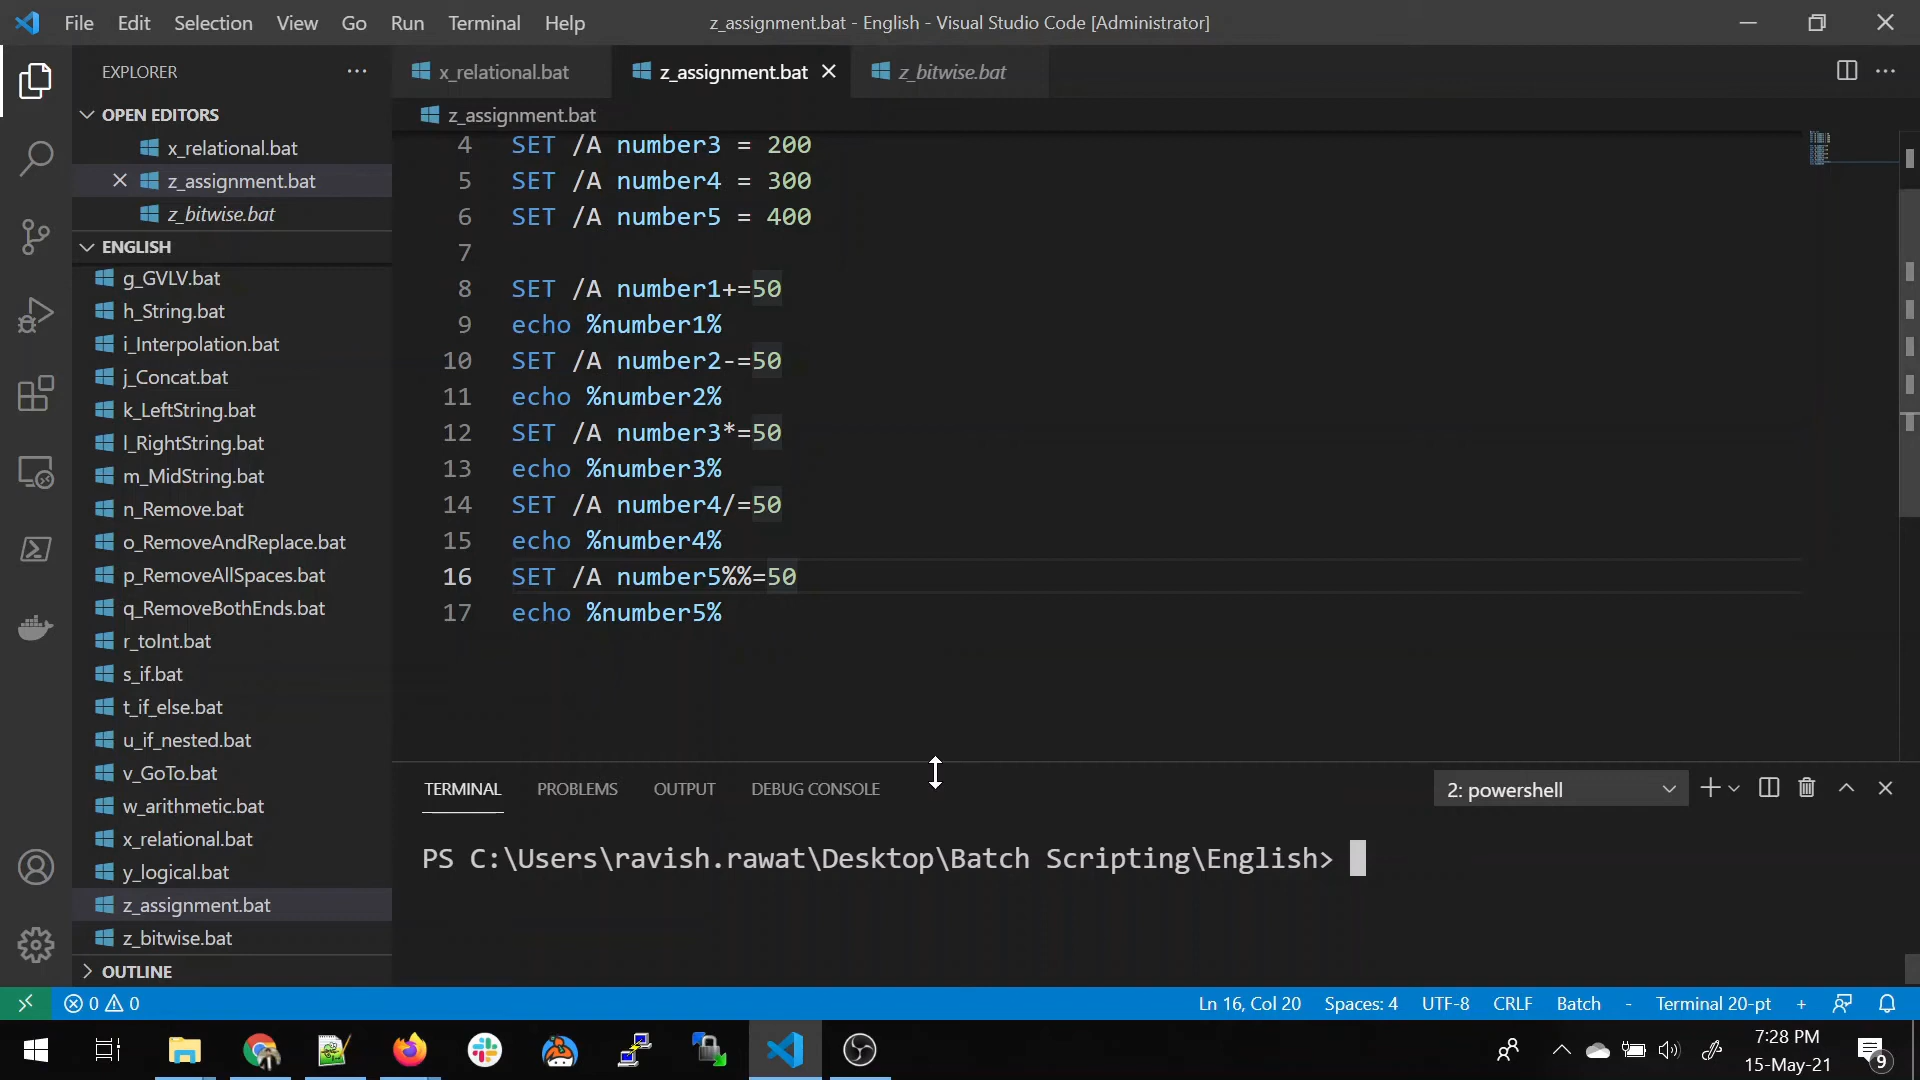 File Edit Selection View Go Run Terminal Help
z_assignment.bat - English - Visual Studio Code [Administrator]
EXPLORER
OPEN EDITORS
x_relational.bat
z_assignment.bat
z_bitwise.bat
ENGLISH
g_GVLV.bat
h_String.bat
i_Interpolation.bat
j_Concat.bat
k_LeftString.bat
l_RightString.bat
m_MidString.bat
n_Remove.bat
o_RemoveAndReplace.bat
p_RemoveAllSpaces.bat
q_RemoveBothEnds.bat
r_toInt.bat
s_if.bat
t_if_else.bat
u_if_nested.bat
v_GoTo.bat
w_arithmetic.bat
x_relational.bat
y_logical.bat
z_assignment.bat
z_bitwise.bat
OUTLINE
x_relational.bat
z_assignment.bat
z_bitwise.bat
z_assignment.bat
4 SET /A number3 = 200
5 SET /A number4 = 300
6 SET /A number5 = 400
7
8 SET /A number1+=50
9 echo %number1%
10 SET /A number2-=50
11 echo %number2%
12 SET /A number3*=50
13 echo %number3%
14 SET /A number4/=50
15 echo %number4%
16 SET /A number5%%=50
17 echo %number5%
TERMINAL PROBLEMS OUTPUT DEBUG CONSOLE
2: powershell
PS C:\Users\ravish.rawat\Desktop\Batch Scripting\English>
0 0
Ln 16, Col 20 Spaces: 4 UTF-8 CRLF Batch - Terminal 20-pt +
7:28 PM
15-May-21
9